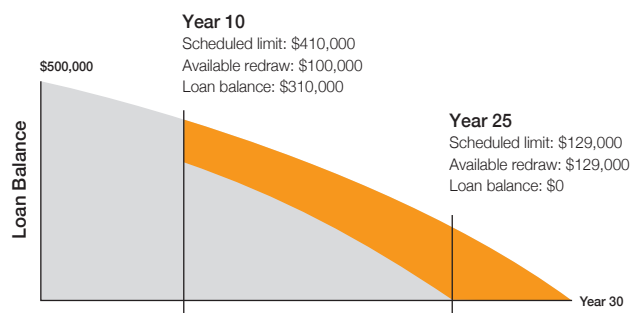 Year 10
Scheduled limit: $410,000
Available redraw: $100,000
Loan balance: $310,000
$500,000
Year 25
Scheduled limit: $129,000
Available redraw: $129,000
Loan balance: $0
Loan Balance
Year 30